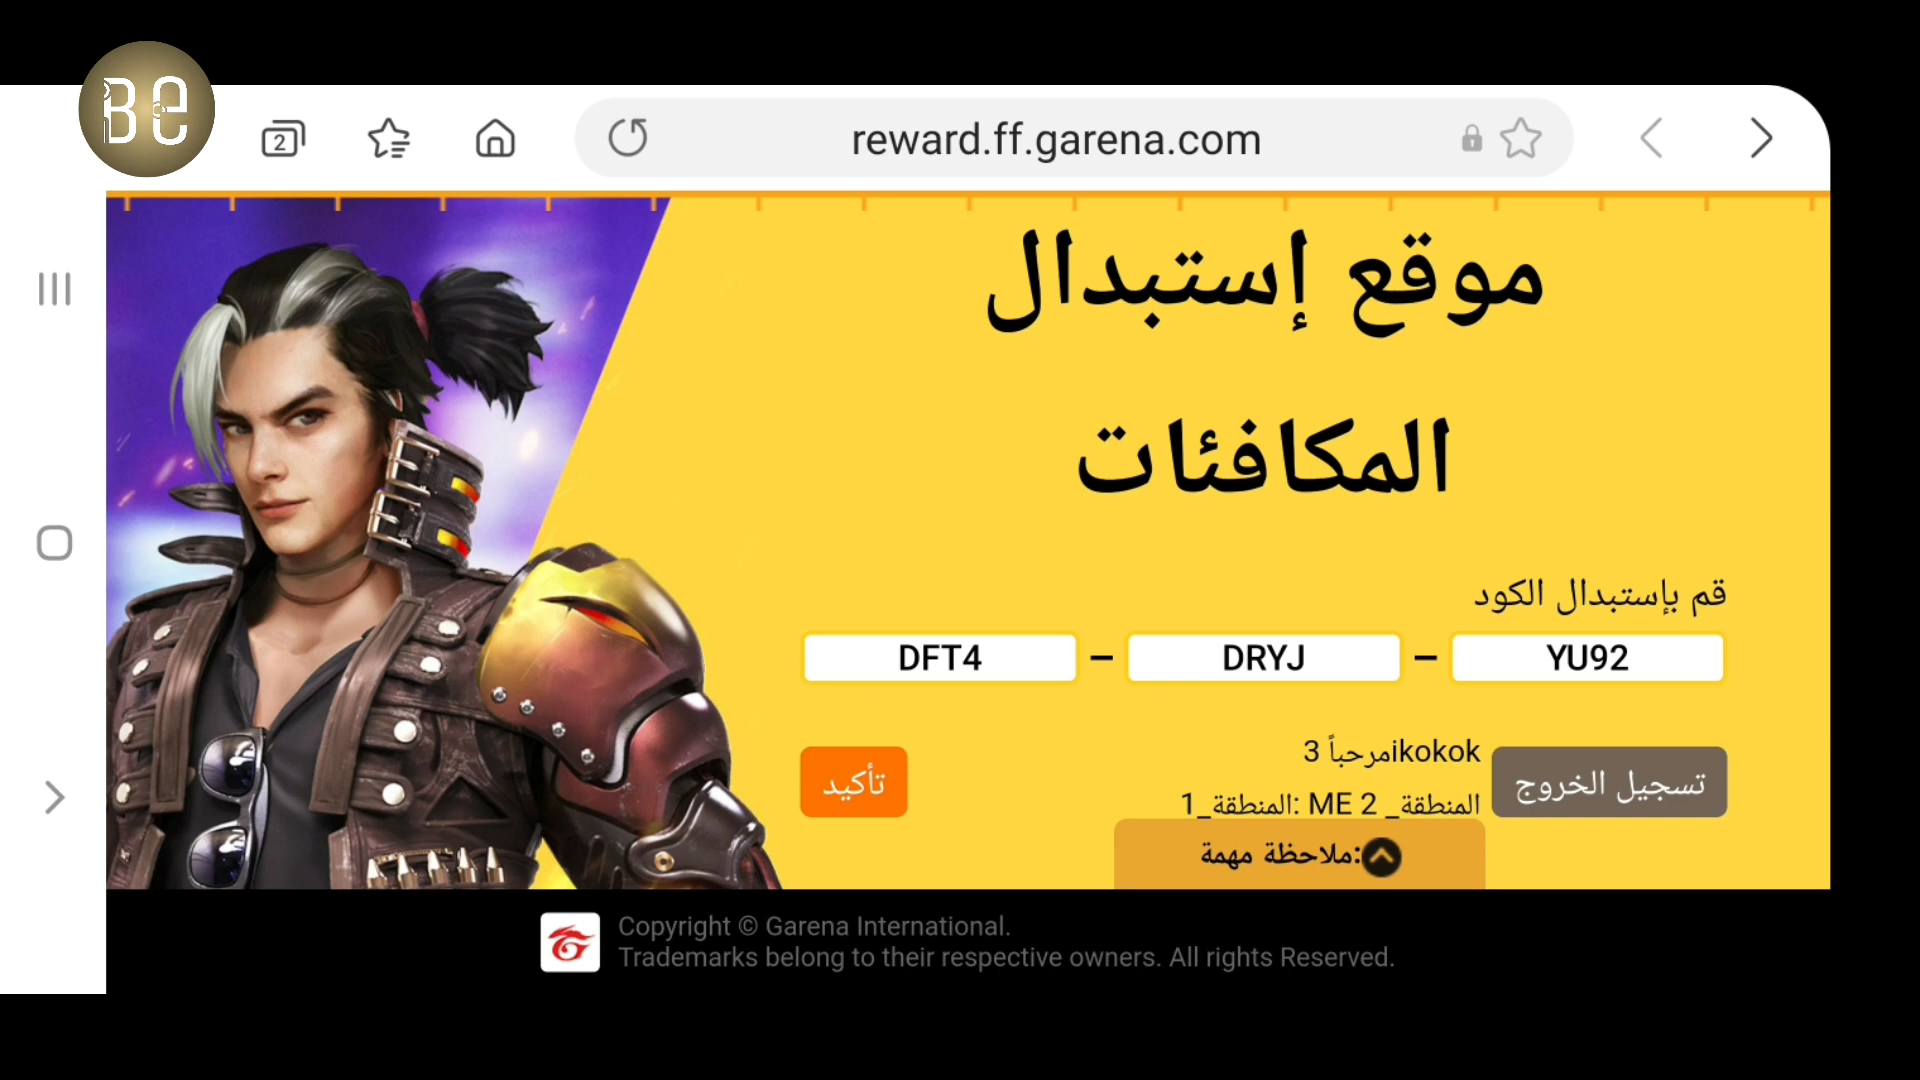 Be
2
reward.ff.garena.com
موقع إستبدال
المكافئات
قم بإستبدال الكود
DFT4 – DRYJ – YU92
3 مرحباًikokok
المنطقة_1 :المنطقة_ ME 2
تسجيل الخروج
تأكيد
:ملاحظة مهمة
Copyright © Garena International.
Trademarks belong to their respective owners. All rights Reserved.